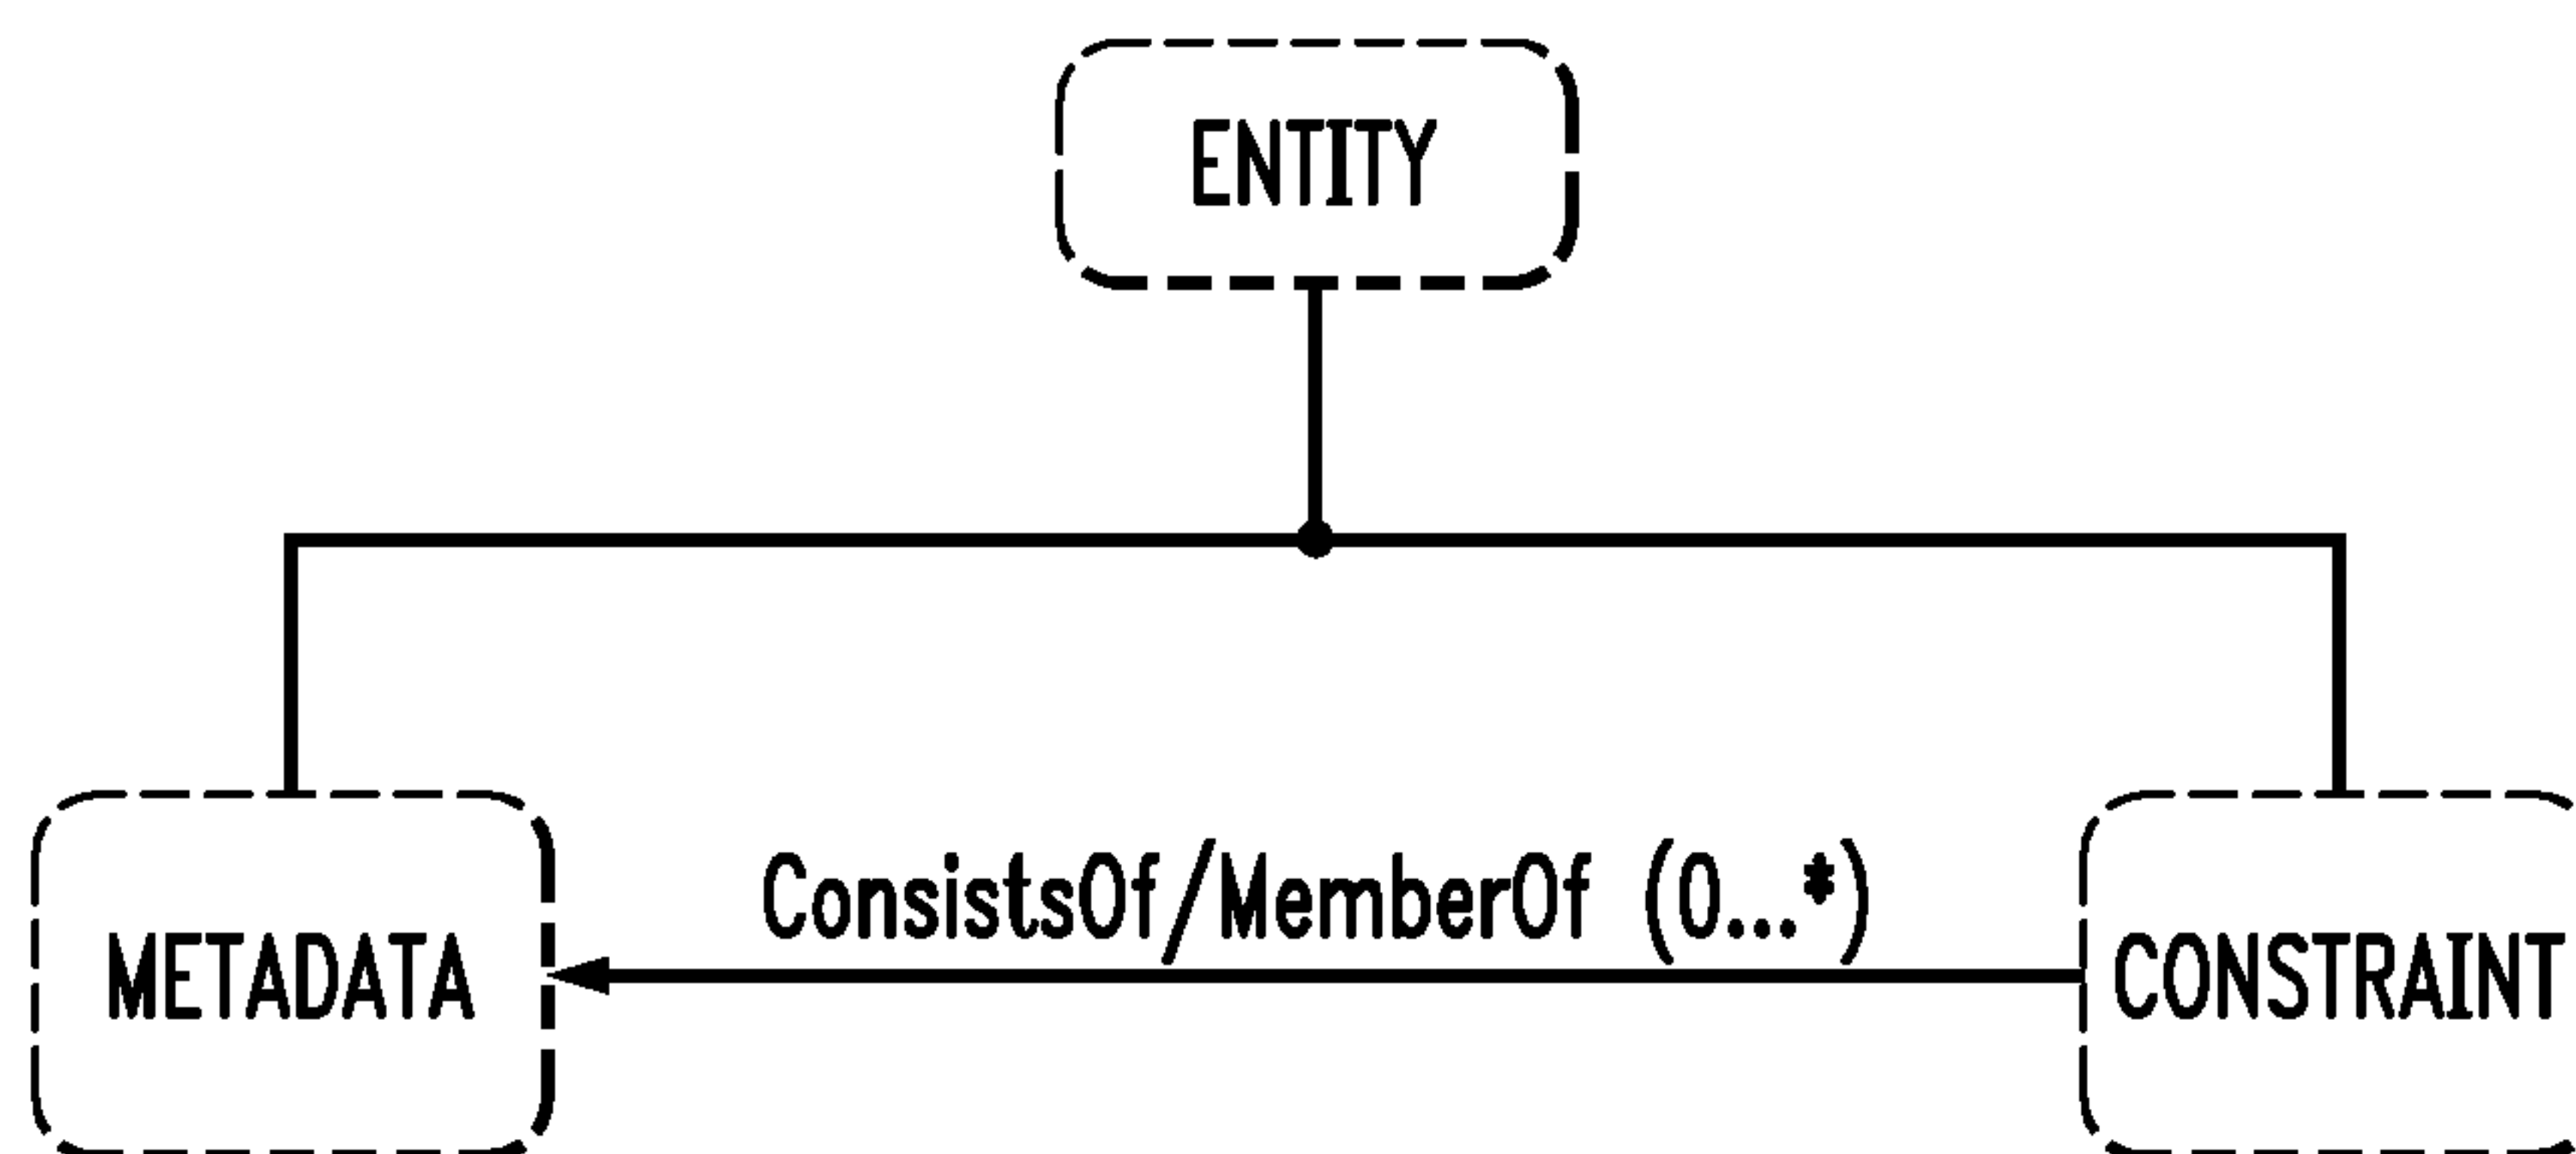 ENTITY
ConsistsOf/MemberOf (0...*)
METADATA
CONSTRAINT